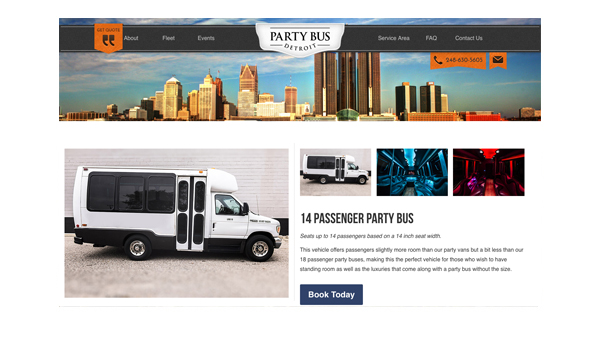 GET QUOTE
About Fleet Events
PARTY BUS
DETROIT
Service Area FAQ Contact Us
248-630-5605
14 PASSENGER PARTY BUS
Seats up to 14 passengers based on a 14 inch seat width.
This vehicle offers passengers slightly more room than our party vans but a bit less than our
18 passenger party buses, making this the perfect vehicle for those who wish to have
standing room as well as the luxuries that come along with a party bus without the size.
Book Today